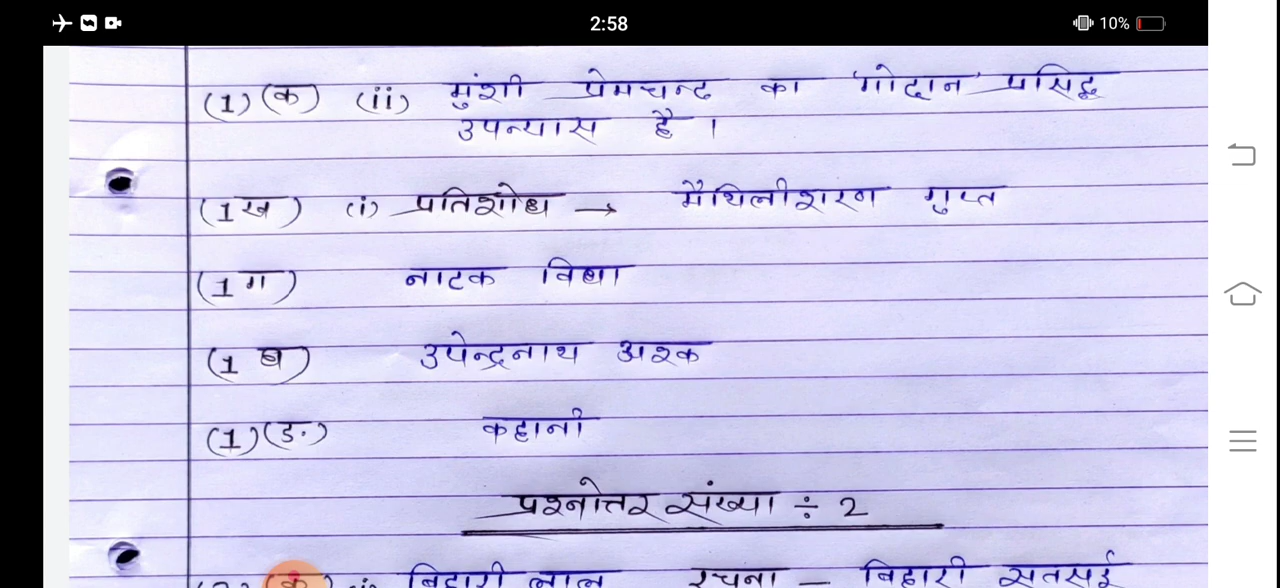 2:58 10%
(1)(क) (ii) मुंशी प्रेमचन्द का 'गोदान' प्रसिद्ध
उपन्यास है।
(1ख) (i) प्रतिशोध → मैथिलीशरण गुप्त
(1ग) नाटक विधा
(1घ) उपेन्द्रनाथ अश्क
(1)(ङ) कहानी
प्रश्नोत्तर संख्या ÷ 2
(क) बिहारी लाल रचना – बिहारी सतसई